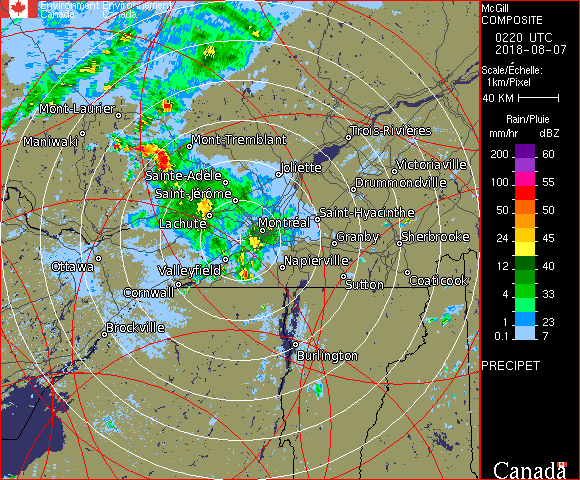 Environment Environnement
Canada Canada
McGill
COMPOSITE
0220 UTC
2018-08-07
Scale/Échelle:
1km/Pixel
40 KM
Rain/Pluie
mm/hr dBZ
200 60
100 55
50 50
24 45
12 40
4 33
2 23
0.1 7
PRECIPET
Canada
Mont-Laurier
Maniwaki
Mont-Tremblant
Trois-Rivières
Sainte-Adèle
Joliette
Victoriaville
Saint-Jérôme
Drummondville
Lachute
Montréal
Saint-Hyacinthe
Granby
Sherbrooke
Ottawa
Valleyfield
Napierville
Cornwall
Sutton
Coaticook
Brockville
Burlington